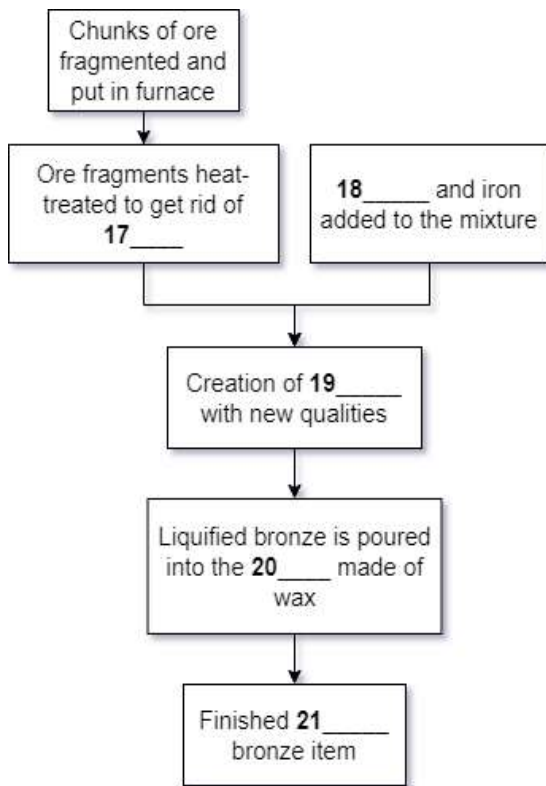 Chunks of ore
fragmented and
put in furnace
Ore fragments heat-
treated to get rid of
17____
18_____ and iron
added to the mixture
Creation of 19_____
with new qualities
Liquified bronze is poured
into the 20____ made of
wax
Finished 21_____
bronze item